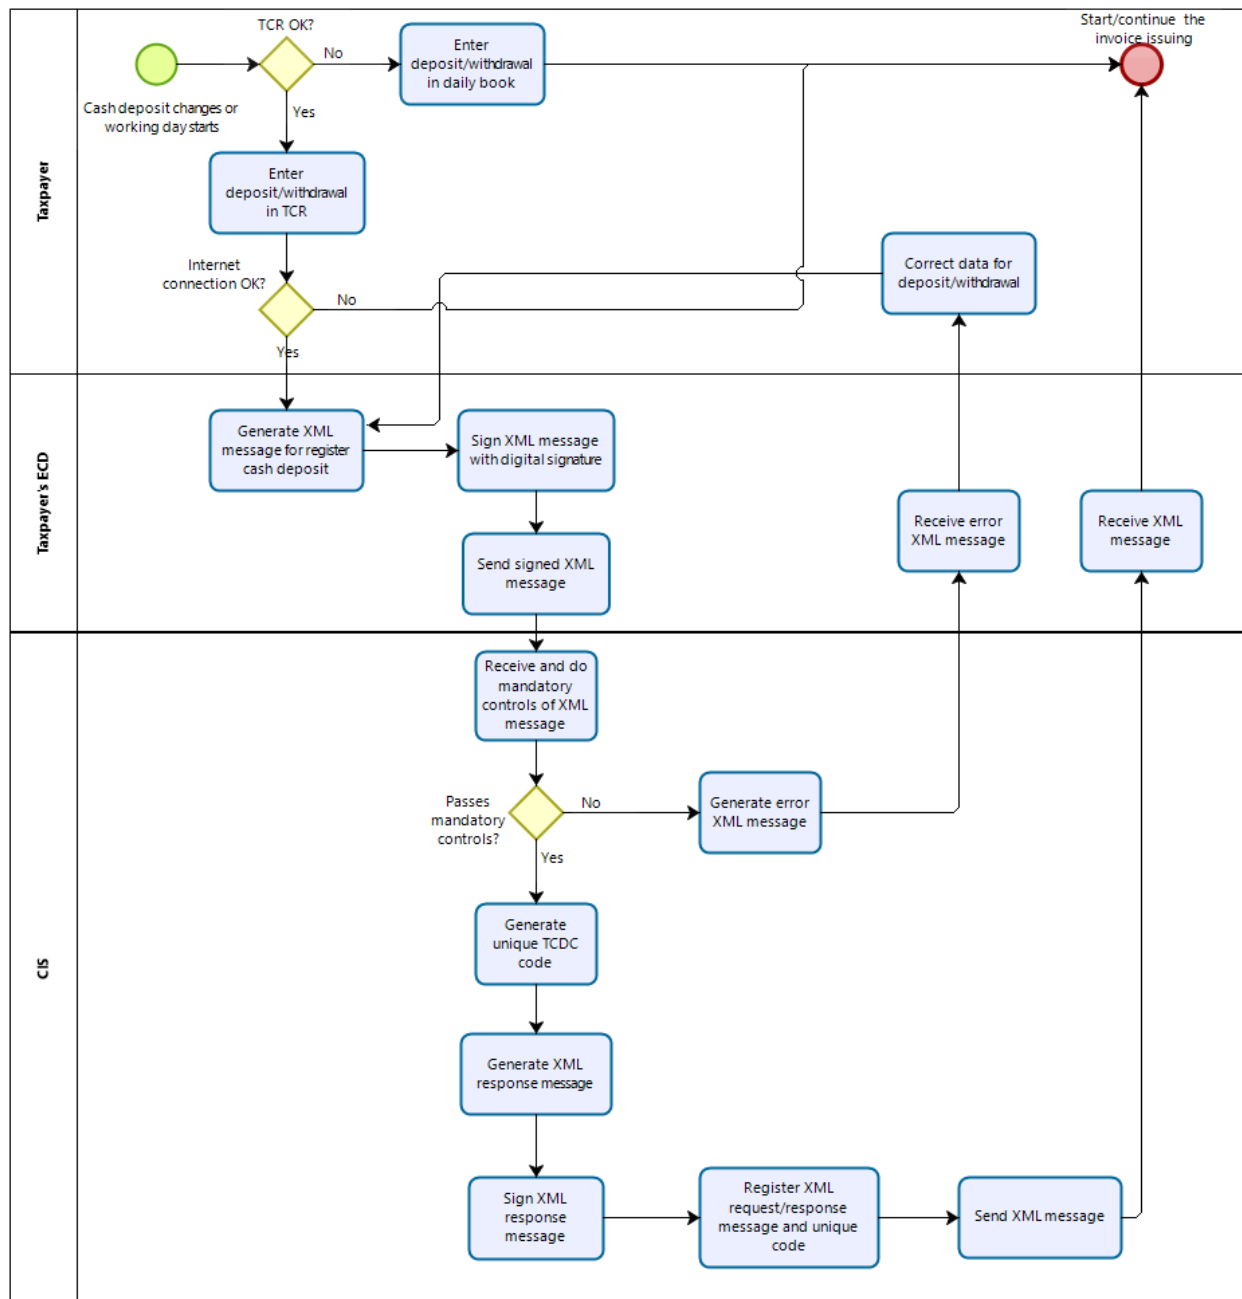 TCR OK?
Start/continue the
invoice issuing
No
Enter
deposit/withdrawal
in daily book
Cash deposit changes or
working day starts
Yes
Taxpayer
Enter
deposit/withdrawal
in TCR
Internet
connection OK?
No
Correct data for
deposit/withdrawal
Yes
Taxpayer's ECD
Generate XML
message for register
cash deposit
Sign XML message
with digital signature
Receive error
XML message
Receive XML
message
Send signed XML
message
Receive and do
mandatory
controls of XML
message
Passes
mandatory
controls?
No
Generate error
XML message
Yes
CIS
Generate
unique TCDC
code
Generate XML
response message
Sign XML
response
message
Register XML
request/response
message and unique
code
Send XML message